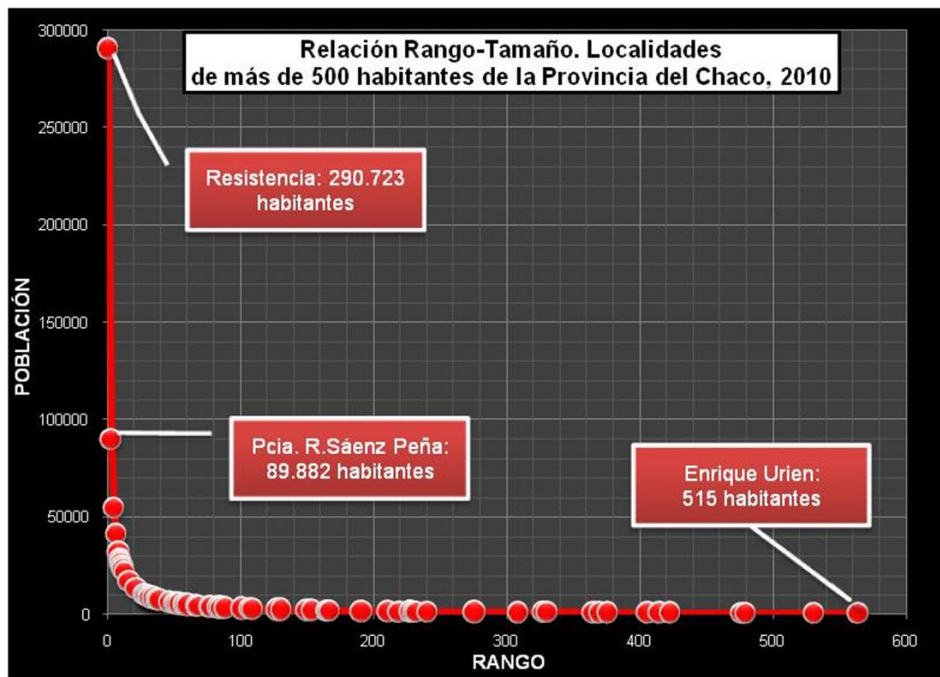 Relación Rango-Tamaño. Localidades
de más de 500 habitantes de la Provincia del Chaco, 2010
300000
250000
200000
150000
100000
50000
0
POBLACIÓN
Resistencia: 290.723
habitantes
Pcia. R.Sáenz Peña:
89.882 habitantes
Enrique Urien:
515 habitantes
0 100 200 300 400 500 600
RANGO